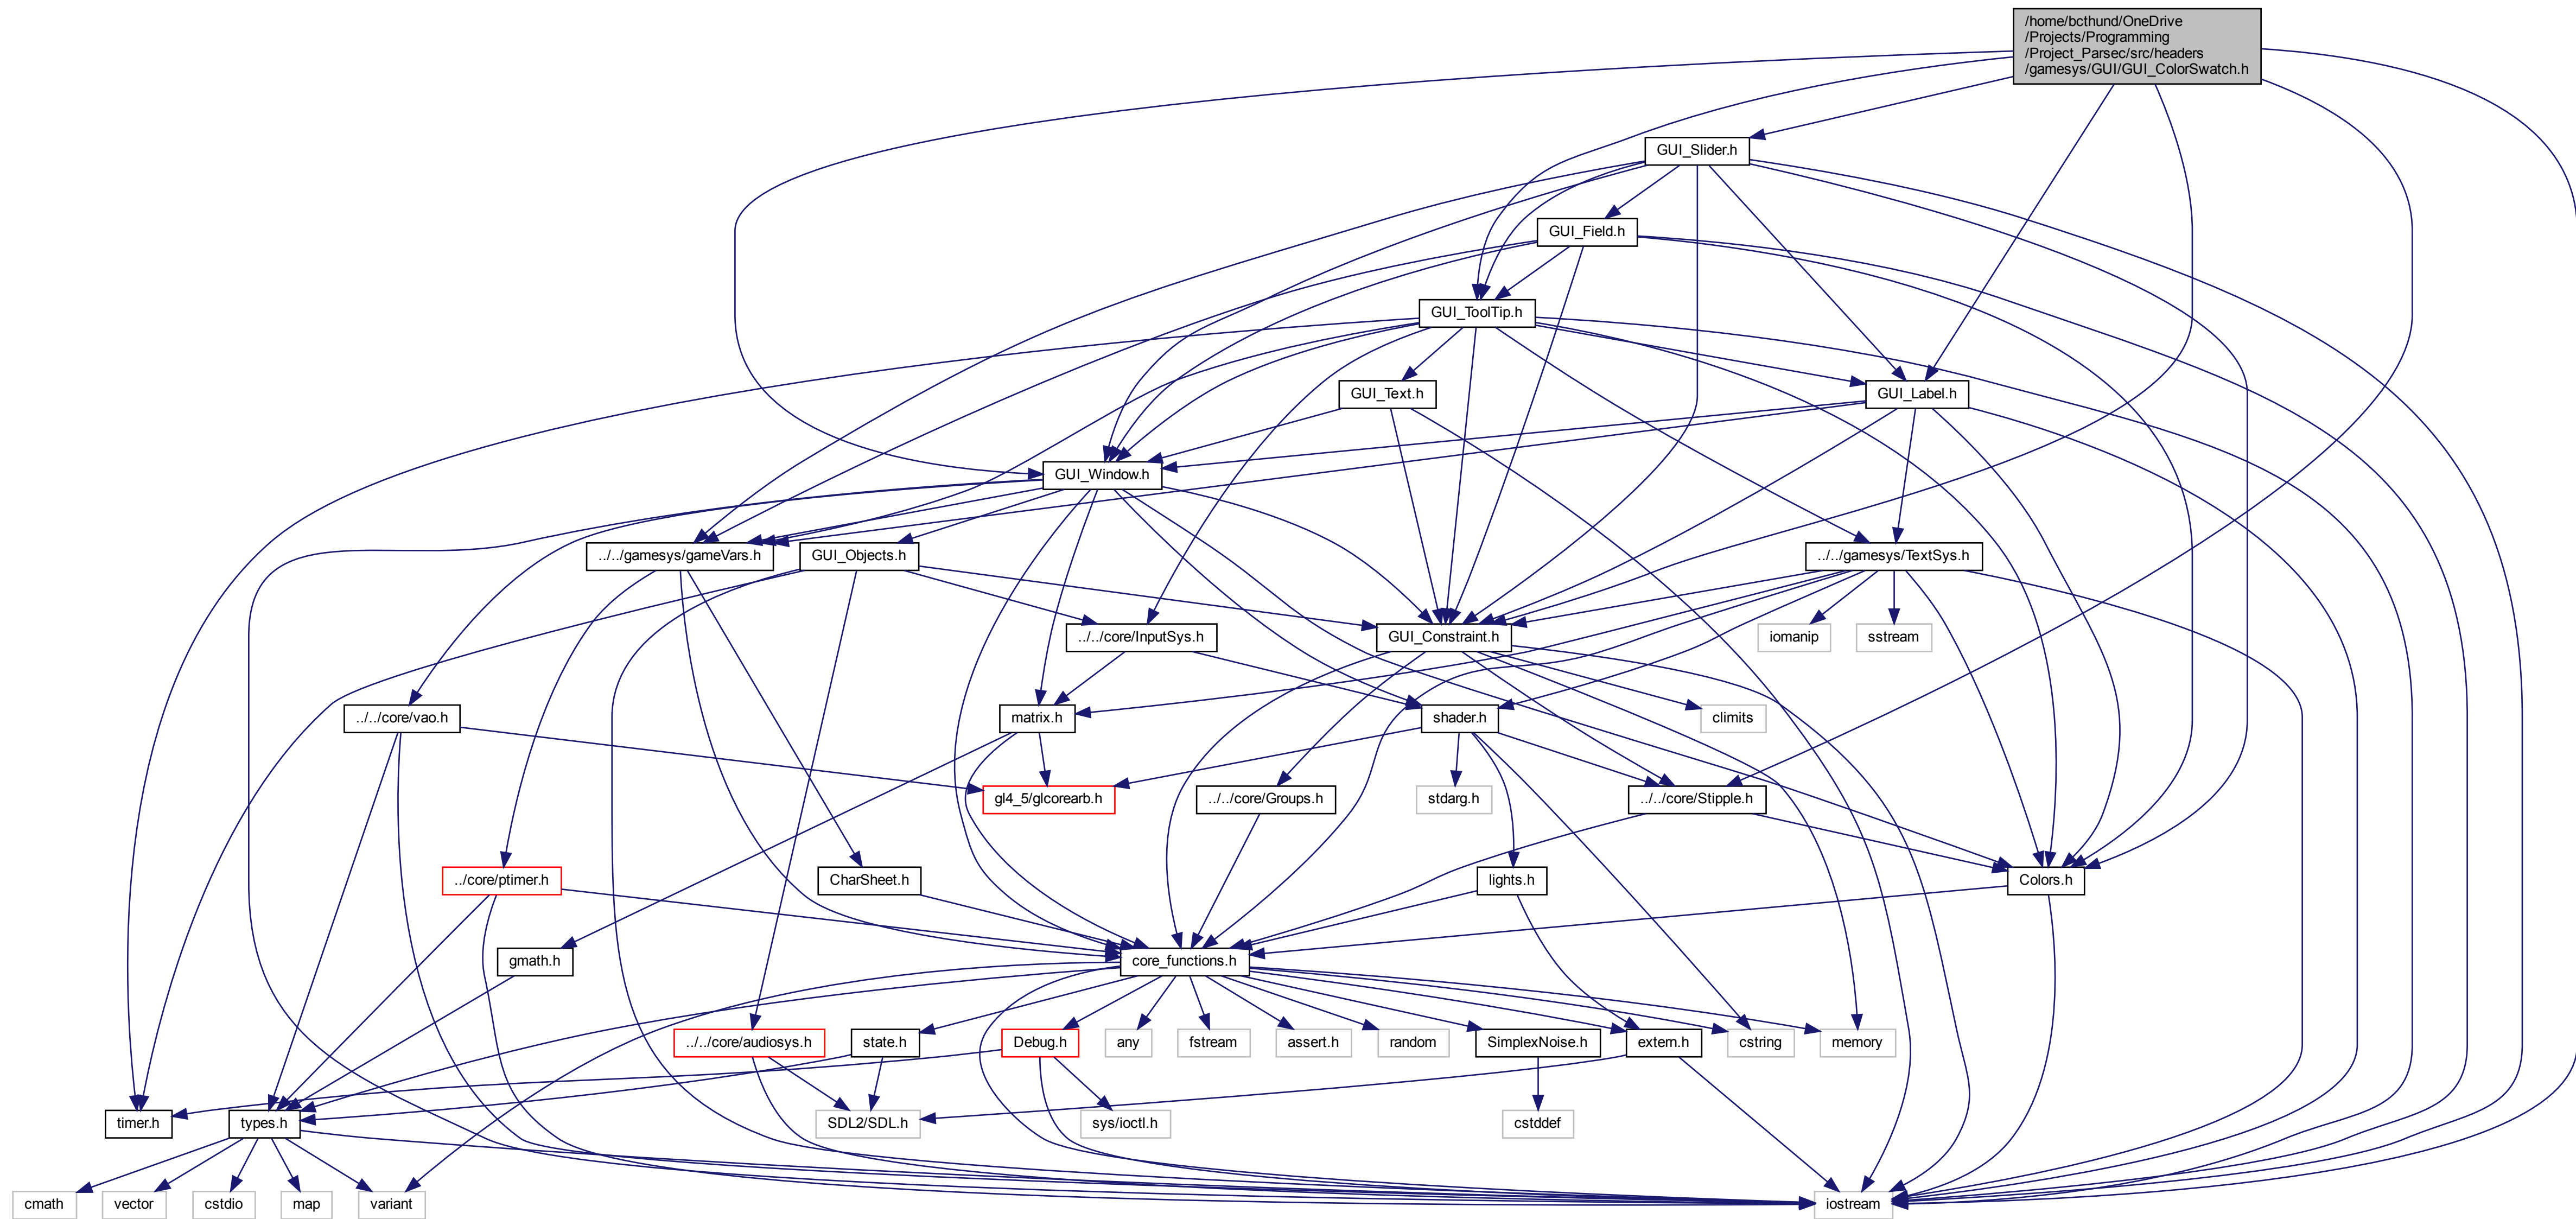 /home/bcthund/OneDrive
/Projects/Programming
/Project_Parsec/src/headers
/gamesys/GUI/GUI_ColorSwatch.h
GUI_Slider.h
GUI_Field.h
GUI_ToolTip.h
GUI_Text.h
GUI_Label.h
GUI_Window.h
../../gamesys/gameVars.h
GUI_Objects.h
../../gamesys/TextSys.h
../../core/InputSys.h
GUI_Constraint.h
iomanip
sstream
../../core/vao.h
matrix.h
shader.h
climits
gl4_5/glcorearb.h
../../core/Groups.h
stdarg.h
../../core/Stipple.h
../core/ptimer.h
CharSheet.h
lights.h
Colors.h
gmath.h
core_functions.h
../../core/audiosys.h
state.h
Debug.h
any
fstream
assert.h
random
SimplexNoise.h
extern.h
cstring
memory
timer.h
types.h
SDL2/SDL.h
sys/ioctl.h
cstddef
cmath
vector
cstdio
map
variant
iostream